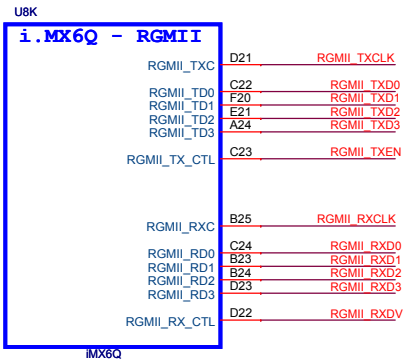 U8K
i.MX6Q - RGMII
RGMII_TXC D21 RGMII_TXCLK
RGMII_TD0 C22 RGMII_TXD0
RGMII_TD1 F20 RGMII_TXD1
RGMII_TD2 E21 RGMII_TXD2
RGMII_TD3 A24 RGMII_TXD3
RGMII_TX_CTL C23 RGMII_TXEN
RGMII_RXC B25 RGMII_RXCLK
RGMII_RD0 C24 RGMII_RXD0
RGMII_RD1 B23 RGMII_RXD1
RGMII_RD2 B24 RGMII_RXD2
RGMII_RD3 D23 RGMII_RXD3
RGMII_RX_CTL D22 RGMII_RXDV
iMX6Q